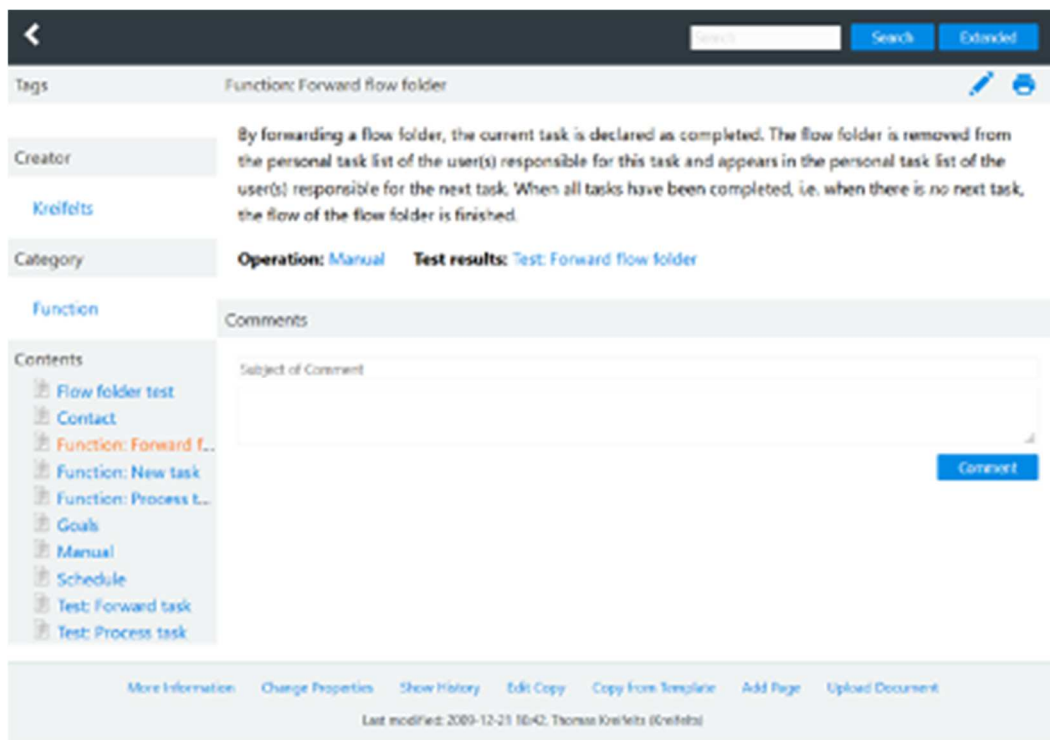 Search
Search
Extended
Tags
Function: Forward flow folder
By forwarding a flow folder, the current task is declared as completed. The flow folder is removed from
the personal task list of the user(s) responsible for this task and appears in the personal task list of the
user(s) responsible for the next task. When all tasks have been completed, i.e. when there is no next task,
the flow of the flow folder is finished.
Operation: Manual Test results: Test: Forward flow folder
Creator
Kreifelts
Category
Function
Contents
Flow folder test
Contact
Function: Forward f...
Function: New task
Function: Process t...
Goals
Manual
Schedule
Test: Forward task
Test: Process task
Comments
Subject of Comment
Comment
More Information Change Properties Show History Edit Copy Copy from Template Add Page Upload Document
Last modified: 2009-12-21 10:42, Thomas Kreifelts (Kreifelts)